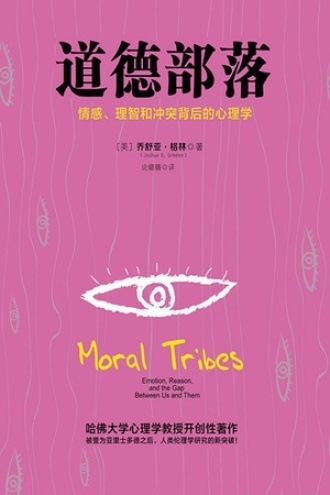 道德部落
情感、理智和冲突背后的心理学
[美] 乔舒亚·格林 ○ 著
( Joshua D. Greene )
论璐璐 ○ 译
Moral Tribes
Emotion, Reason,
and the Gap
Between Us and Them
哈佛大学心理学教授开创性著作
被誉为亚里士多德之后，人类伦理学研究的新突破！